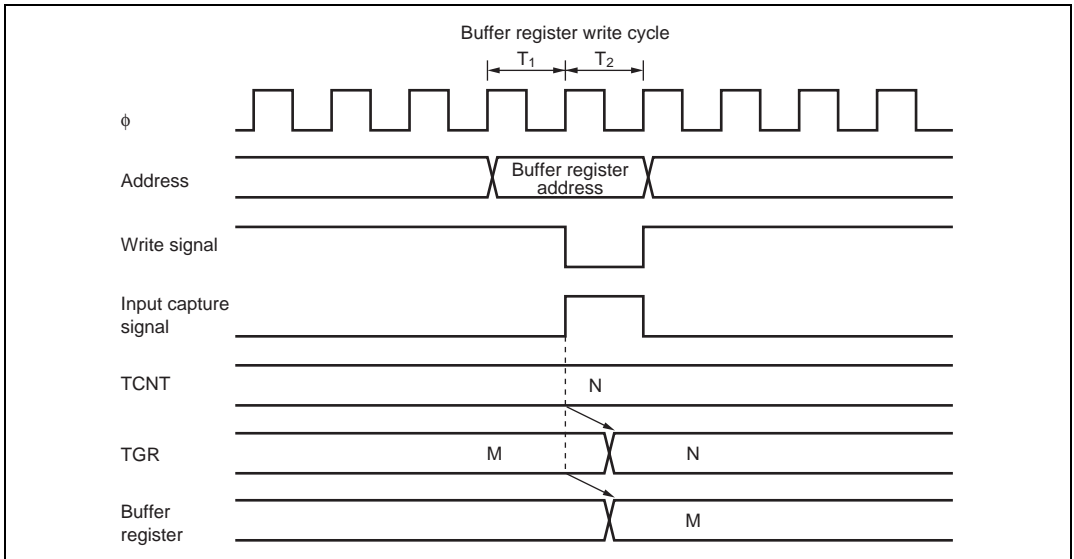 Buffer register write cycle
T1 T2
ϕ
Address
Buffer register
address
Write signal
Input capture
signal
TCNT
N
TGR
M N
Buffer
register
M